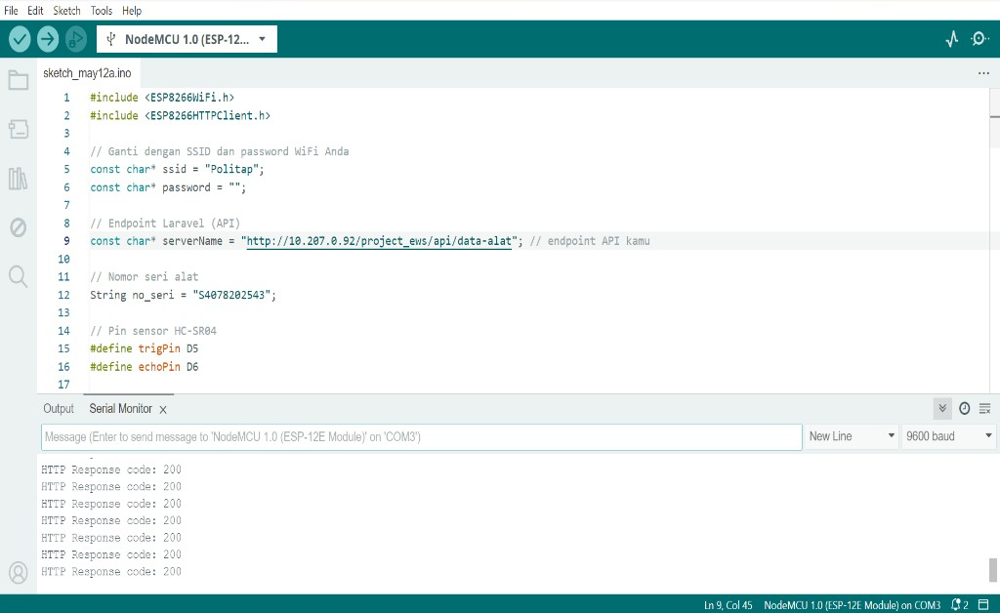 File Edit Sketch Tools Help
NodeMCU 1.0 (ESP-12...
sketch_may12a.ino
1 #include <ESP8266WiFi.h>
2 #include <ESP8266HTTPClient.h>
3
4 // Ganti dengan SSID dan password WiFi Anda
5 const char* ssid = "Politap";
6 const char* password = "";
7
8 // Endpoint Laravel (API)
9 const char* serverName = "http://10.207.0.92/project_ews/api/data-alat"; // endpoint API kamu
10
11 // Nomor seri alat
12 String no_seri = "S4078202543";
13
14 // Pin sensor HC-SR04
15 #define trigPin D5
16 #define echoPin D6
17
Output Serial Monitor x
Message (Enter to send message to 'NodeMCU 1.0 (ESP-12E Module)' on 'COM3') New Line 9600 baud
HTTP Response code: 200
HTTP Response code: 200
HTTP Response code: 200
HTTP Response code: 200
HTTP Response code: 200
HTTP Response code: 200
HTTP Response code: 200
Ln 9, Col 45 NodeMCU 1.0 (ESP-12E Module) on COM3 2